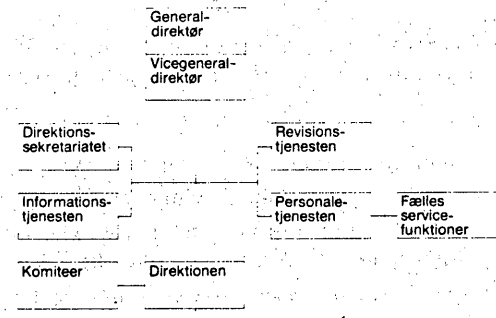 General-
direktør
Vicegeneral-
direktør
Direktions-
sekretariatet
Revisions-
tjenesten
Informations-
tjenesten
Personale-
tjenesten
Fælles
service-
funktioner
Komiteer
Direktionen